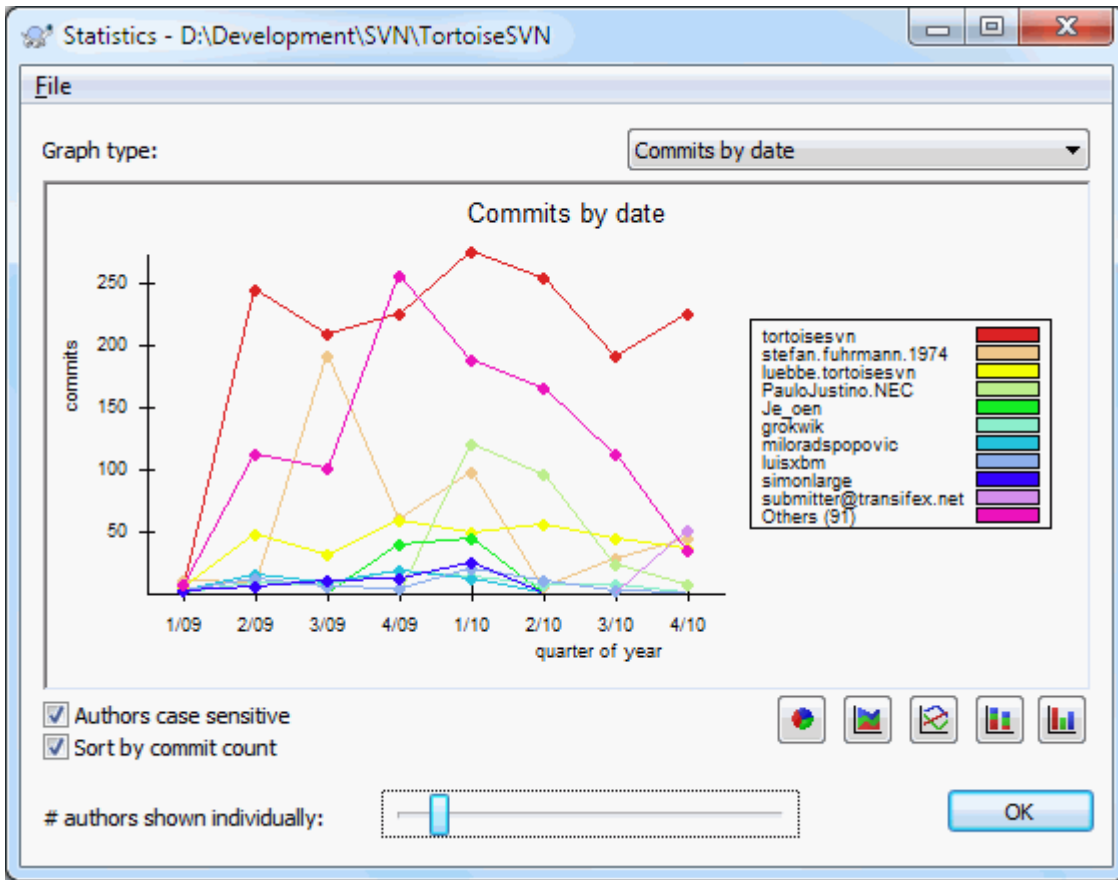 Statistics - D:\Development\SVN\TortoiseSVN
File
Graph type:
Commits by date
Commits by date
250
200
150
100
50
commits
1/09 2/09 3/09 4/09 1/10 2/10 3/10 4/10
quarter of year
tortoisesvn
stefan.fuhrmann.1974
luebbe.tortoisesvn
PauloJustino.NEC
Je_oen
grokwik
miloradspopovic
luisxbm
simonlarge
submitter@transifex.net
Others (91)
Authors case sensitive
Sort by commit count
# authors shown individually:
OK